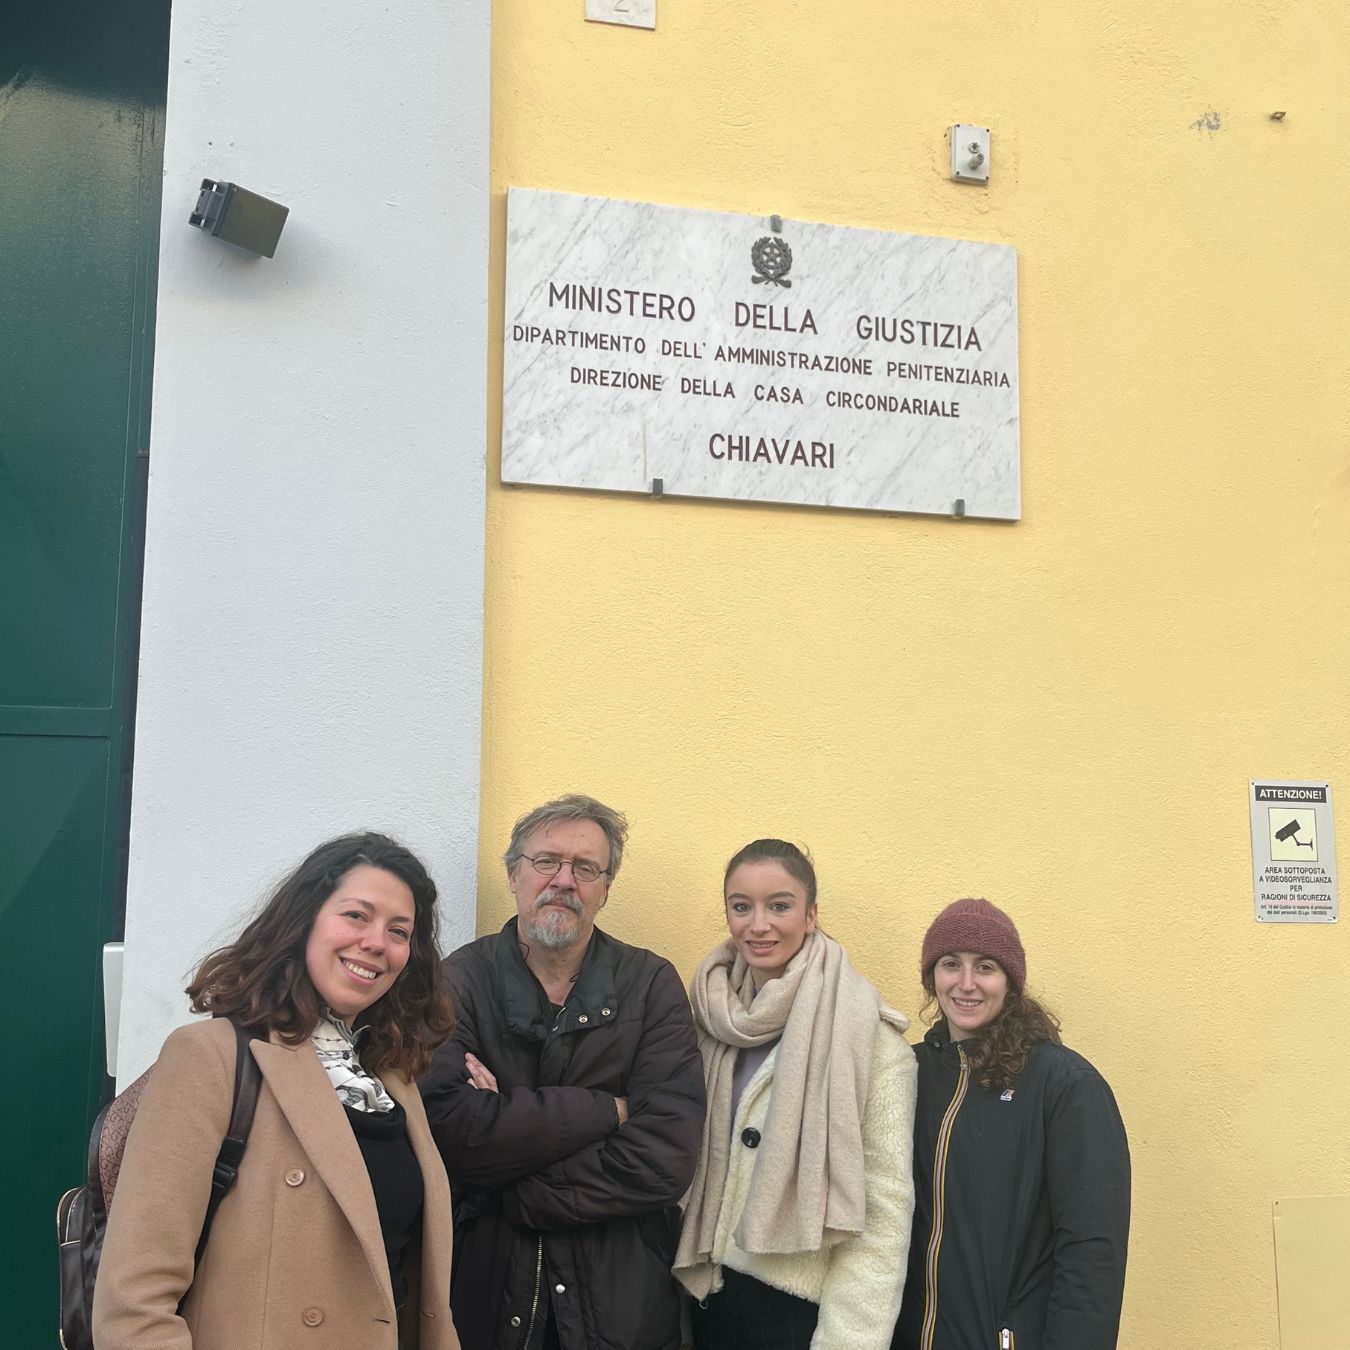 2
MINISTERO DELLA GIUSTIZIA
DIPARTIMENTO DELL' AMMINISTRAZIONE PENITENZIARIA
DIREZIONE DELLA CASA CIRCONDARIALE
CHIAVARI
ATTENZIONE!
AREA SOTTOPOSTA
A VIDEOSORVEGLIANZA
PER
RAGIONI DI SICUREZZA